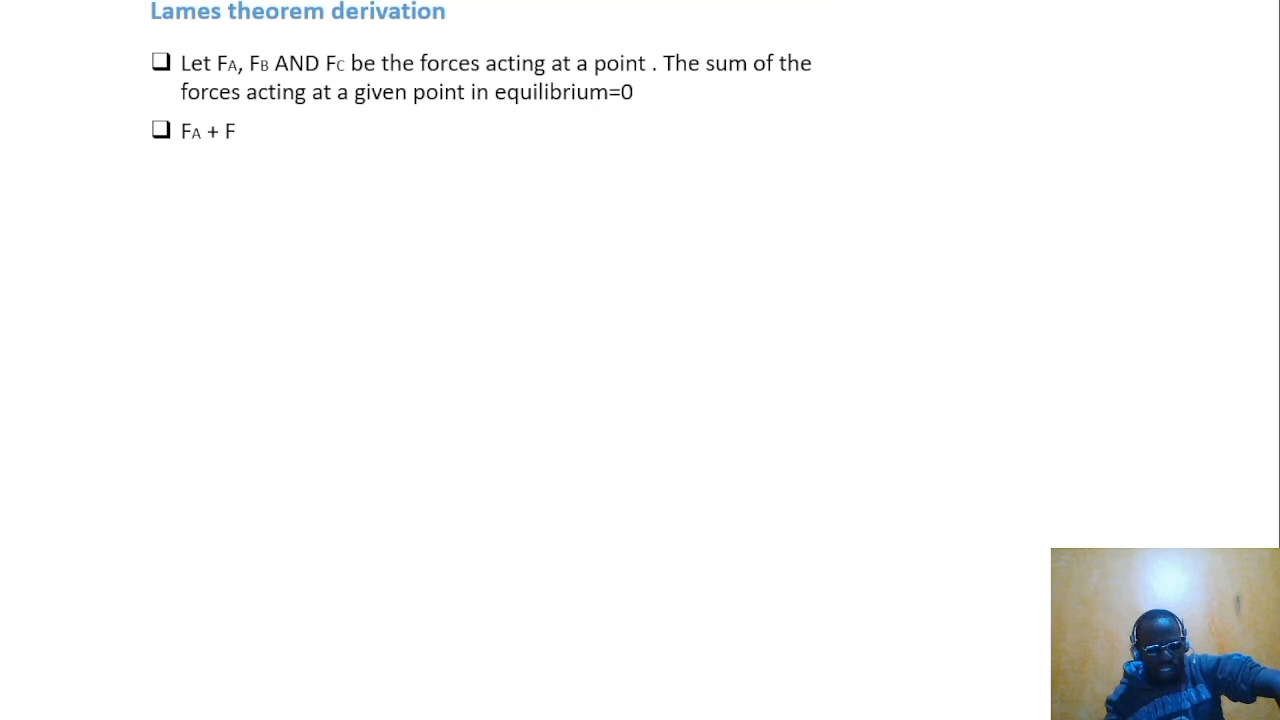 Lames theorem derivation
❑ Let FA, FB AND FC be the forces acting at a point . The sum of the
forces acting at a given point in equilibrium=0
❑ FA + F